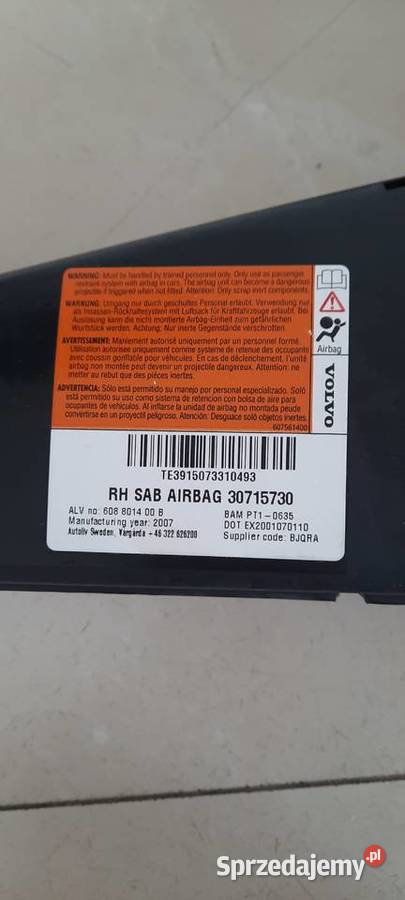 WARNING: Must be handled by trained personnel only. Only use as passenger
restraint system with airbag in cars. The airbag unit can become a dangerous
projectile if triggered when not fitted. Attention: Only scrap inert components.
WARNUNG: Umgang nur durch geschultes Personal erlaubt. Verwendung nur
als Insassen-Rückhaltesystem mit Luftsack für Kraftfahrzeuge erlaubt. Bei
Auslösung kann die nicht montierte Airbag-Einheit zum gefährlichen
Wurfstück werden. Achtung: Nur inerte Gegenstände verschrotten.
AVERTISSEMENT: Maniement autorisé uniquement par un personnel formé.
Utilisation autorisée uniquement comme systeme de retenue des occupants
avec coussin gonflable pour véhicules. En cas de déclenchement, l'unité
airbag non montée peut devenir un projectile dangereux. Attention: ne
mettre au rebut que des pièces inertes.
ADVERTENCIA: Sólo está permitido su manejo por personal especializado. Solo
está permitido su uso como sistema de retencion con bolsa de aire para
ocupantes de vehículos. Al inflarse la unidad de airbag no montada peude
convertirse en un proyectil peligroso. Atención: Desguace solo objetos inertes.
607561400
Airbag
VOLVO
TE3915073310493
RH SAB AIRBAG 30715730
ALV no: 608 8014 00 B
BAM PT1-0635
Manufacturing year: 2007
DOT EX2001070110
Autoliv Sweden, Vårgårda +46 322 626200
Supplier code: BJQRA
Sprzedajemy.pl